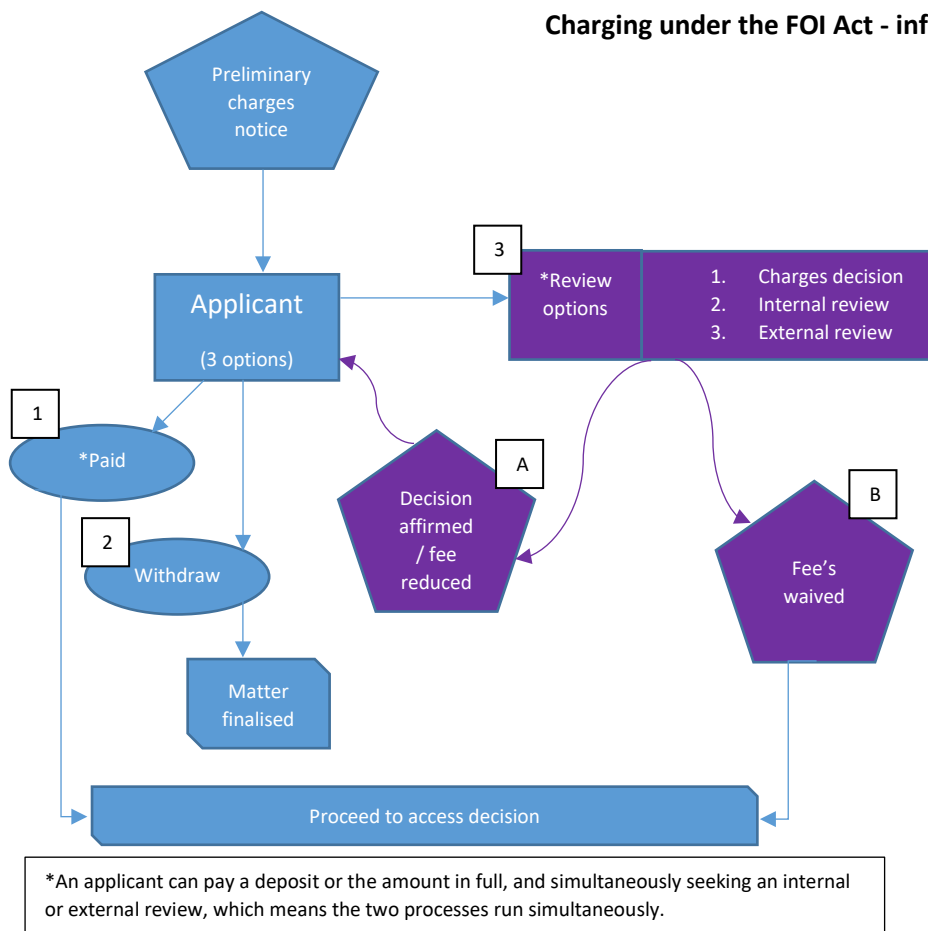 Charging under the FOI Act - inf
Preliminary
charges
notice
3
*Review
options
1. Charges decision
2. Internal review
3. External review
Applicant
(3 options)
1
*Paid
A
Decision
affirmed
/ fee
reduced
B
Fee's
waived
2
Withdraw
Matter
finalised
Proceed to access decision
*An applicant can pay a deposit or the amount in full, and simultaneously seeking an internal
or external review, which means the two processes run simultaneously.